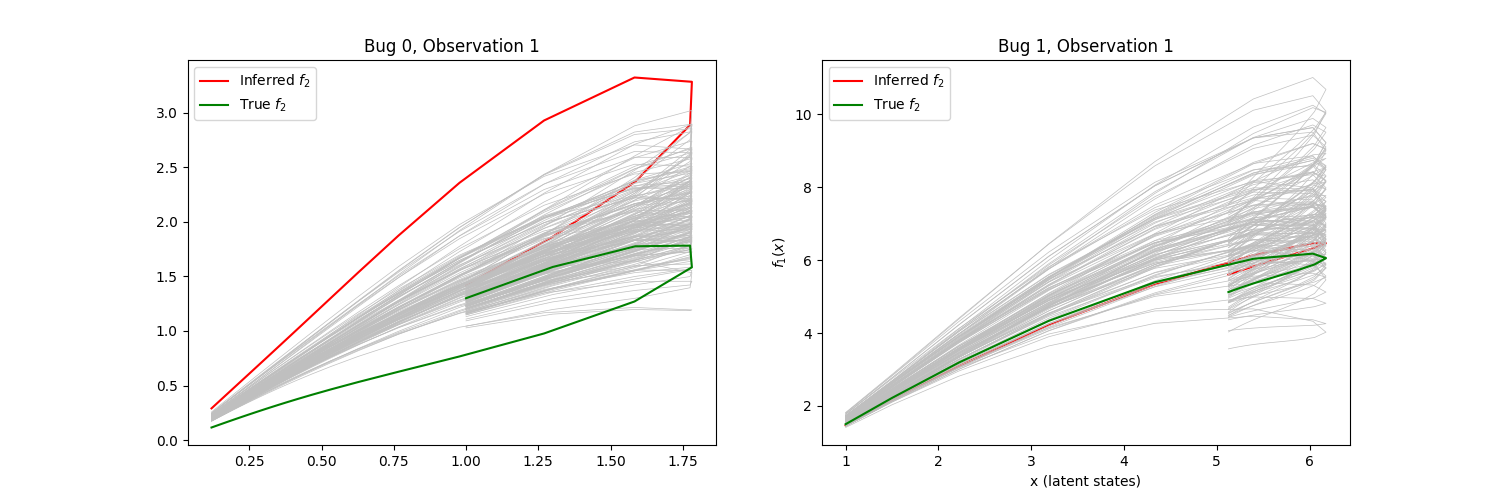 Bug 0, Observation 1
Inferred f₂
True f₂
3.0
2.5
2.0
1.5
1.0
0.5
0.0
0.25 0.50 0.75 1.00 1.25 1.50 1.75
Bug 1, Observation 1
Inferred f₂
True f₂
f₁(x)
10
8
6
4
2
1 2 3 4 5 6
x (latent states)